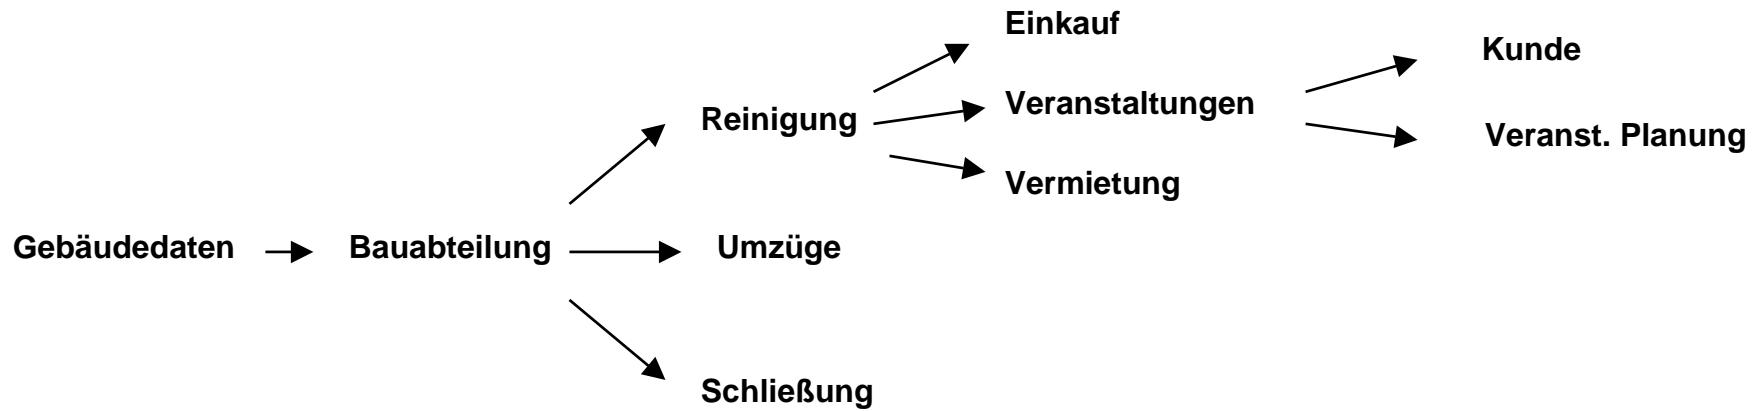 Einkauf
Kunde
Veranstaltungen
Reinigung
Veranst. Planung
Vermietung
Gebäudedaten
Bauabteilung
Umzüge
Schließung